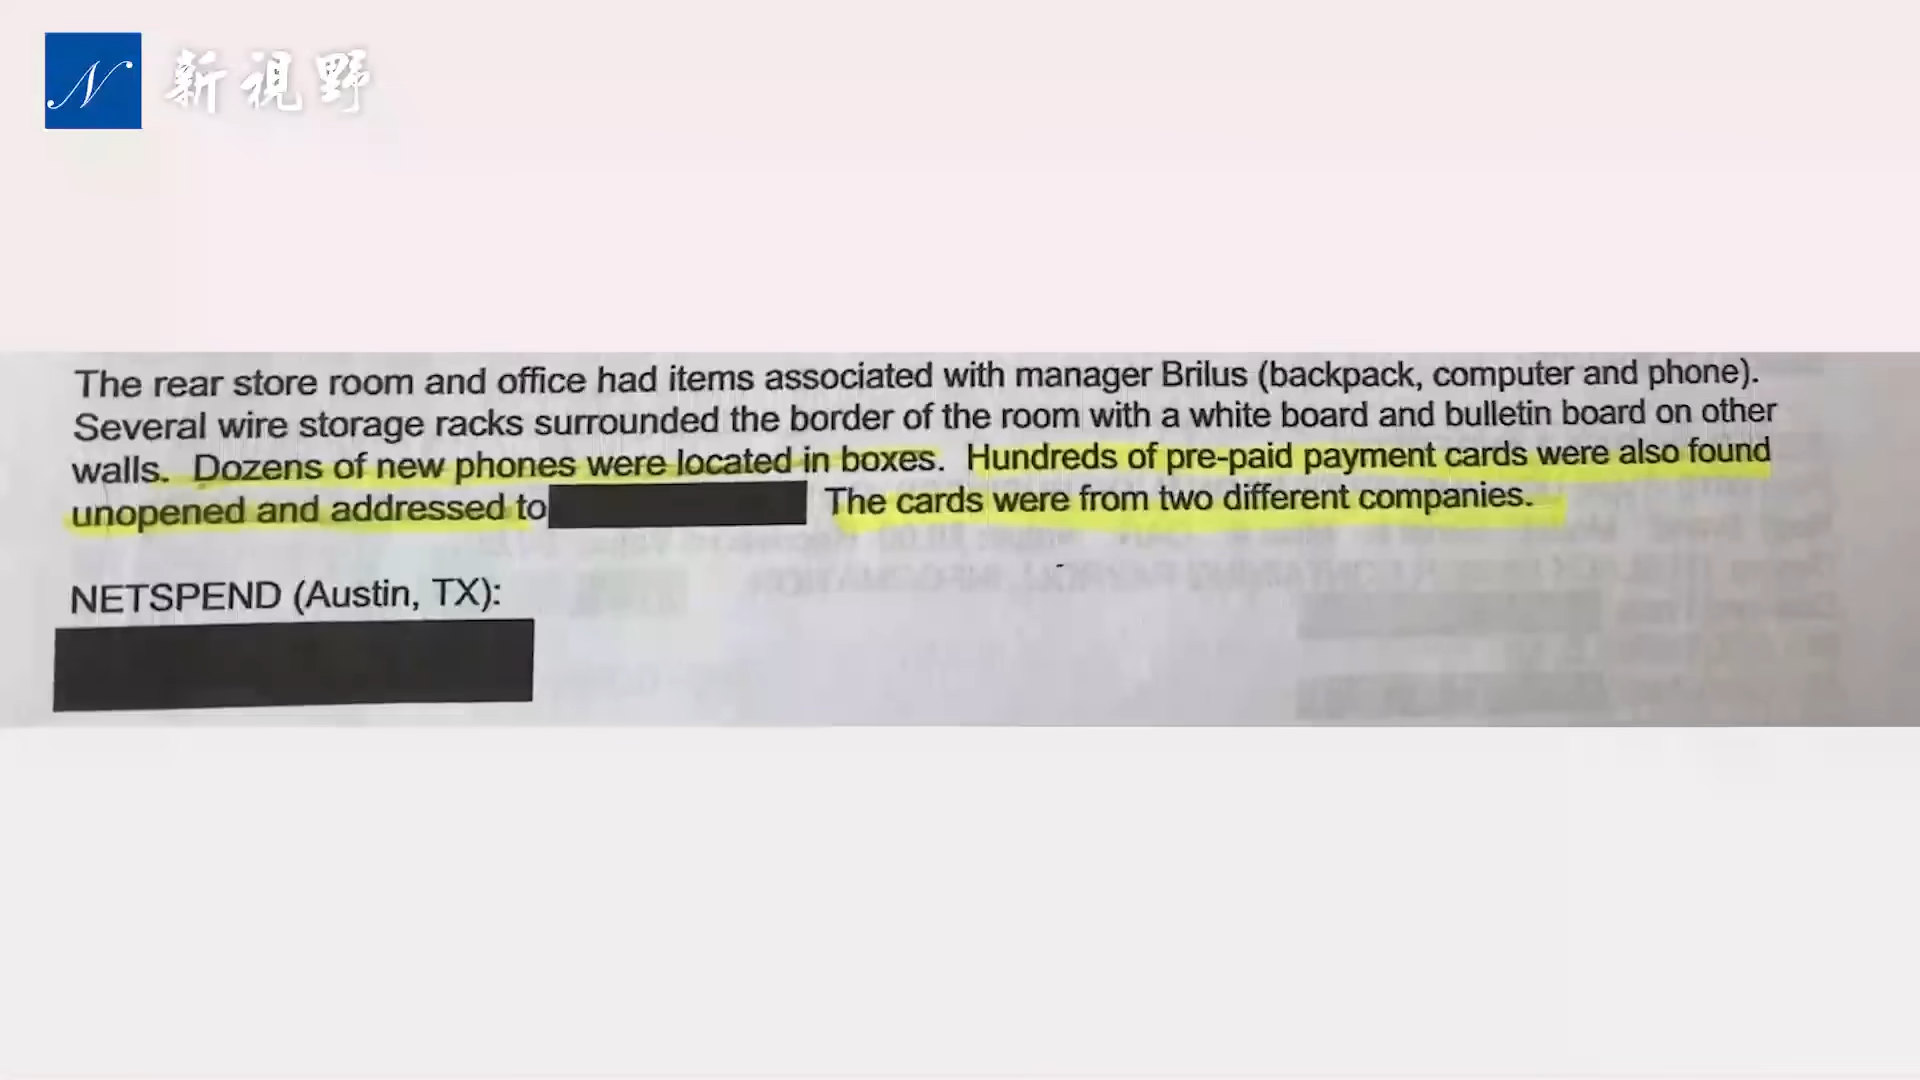 N 新視野
The rear store room and office had items associated with manager Brilus (backpack, computer and phone).
Several wire storage racks surrounded the border of the room with a white board and bulletin board on other
walls. Dozens of new phones were located in boxes. Hundreds of pre-paid payment cards were also found
unopened and addressed to The cards were from two different companies.
NETSPEND (Austin, TX):